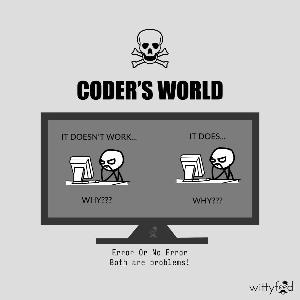 CODER'S WORLD
IT DOESN'T WORK...
IT DOES...
WHY???
WHY???
Error Or No Error
Both are problems!
wittyfeed